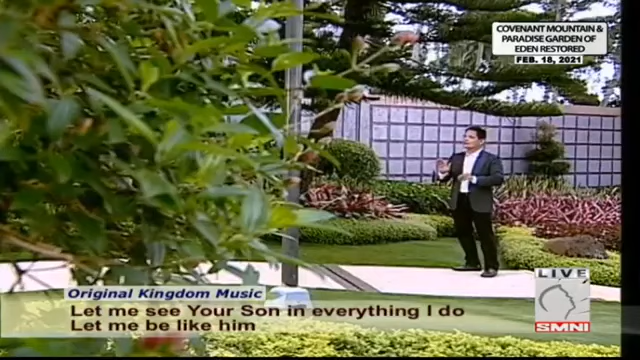 COVENANT MOUNTAIN &
PARADISE GARDEN OF
EDEN RESTORED
FEB. 18, 2021
LIVE
SMNI
Original Kingdom Music
Let me see Your Son in everything I do
Let me be like him